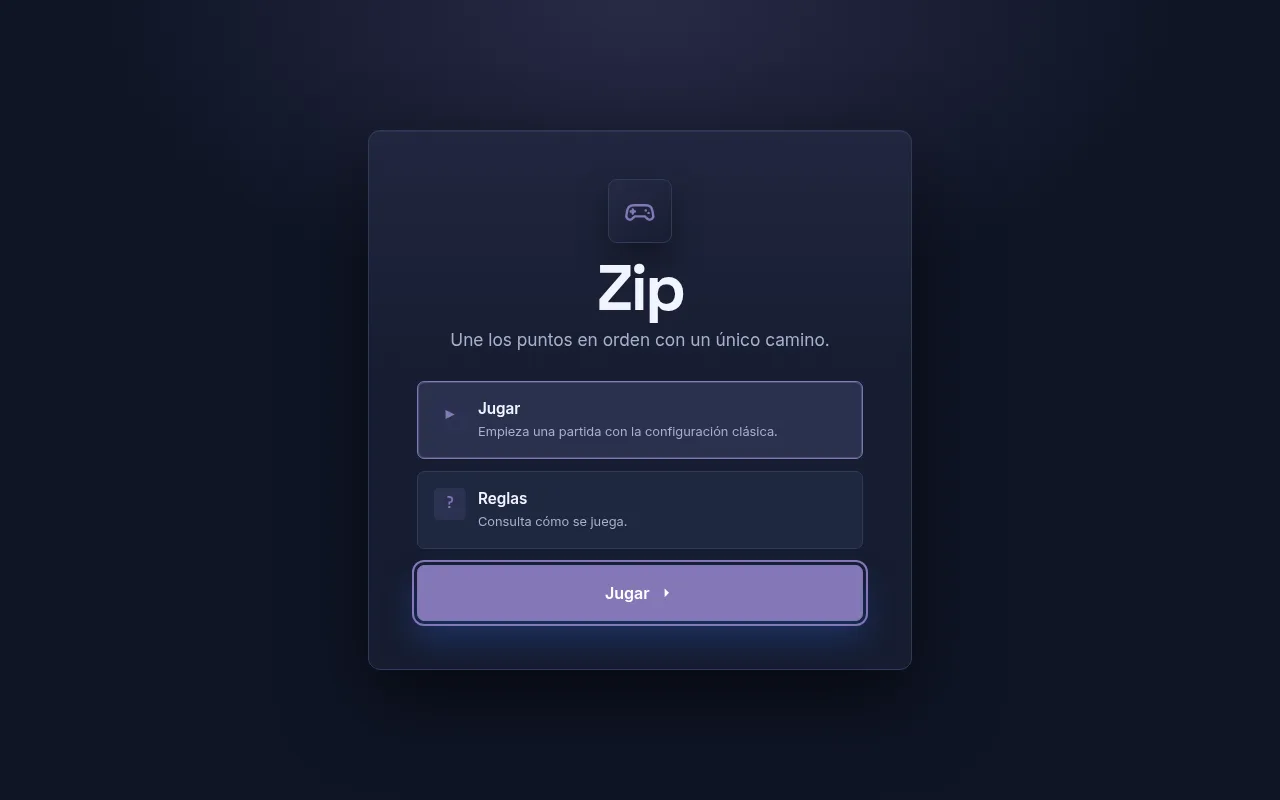 Zip
Une los puntos en orden con un único camino.
Jugar
Empieza una partida con la configuración clásica.
?
Reglas
Consulta cómo se juega.
Jugar